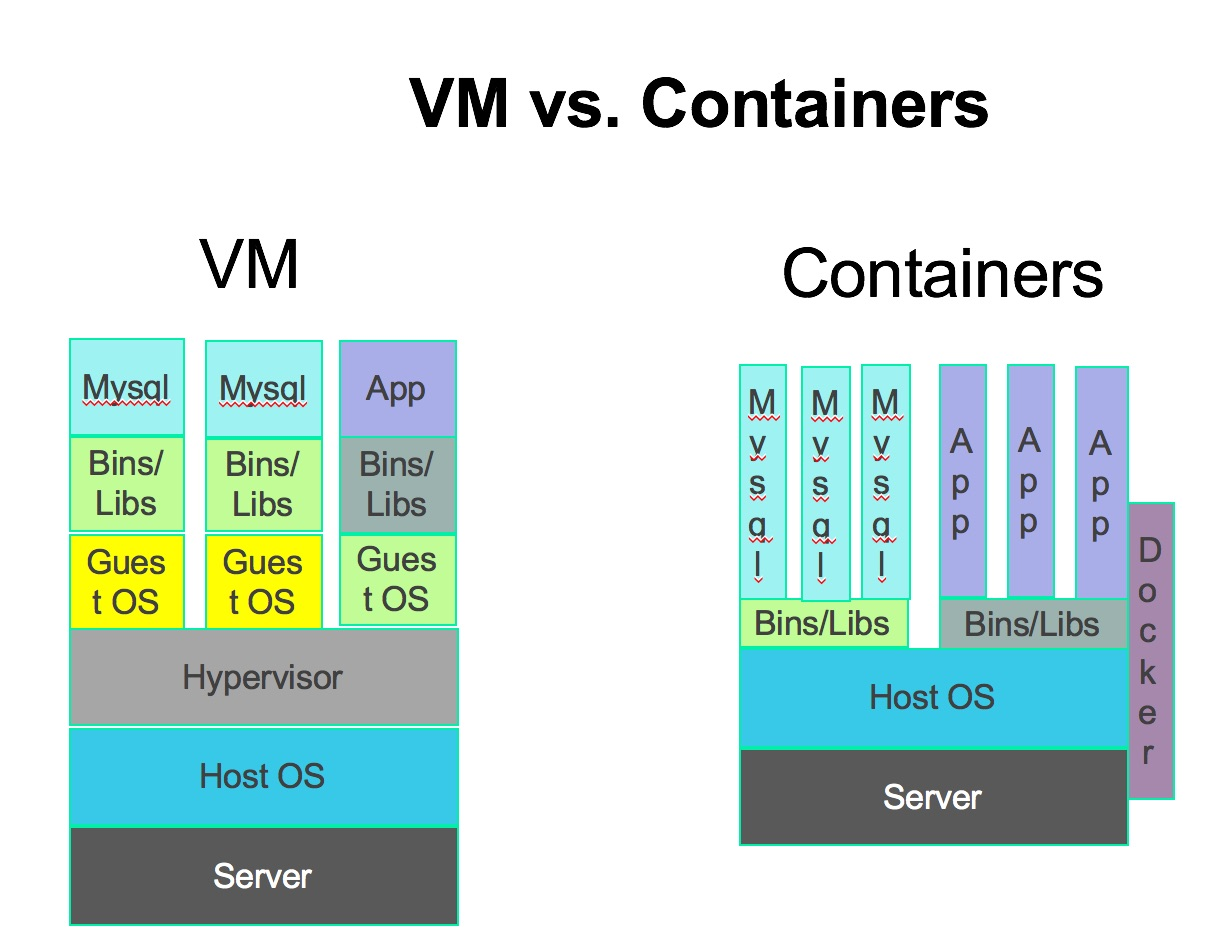 VM vs. Containers
VM
Containers
Mysql
Mysql
App
Bins/
Libs
Bins/
Libs
Bins/
Libs
Gues
t OS
Gues
t OS
Gues
t OS
Hypervisor
Host OS
Server
M
y
s
q
l
M
y
s
q
l
M
y
s
q
l
A
p
p
A
p
p
A
p
p
Bins/Libs
Bins/Libs
Host OS
Server
D
o
c
k
e
r